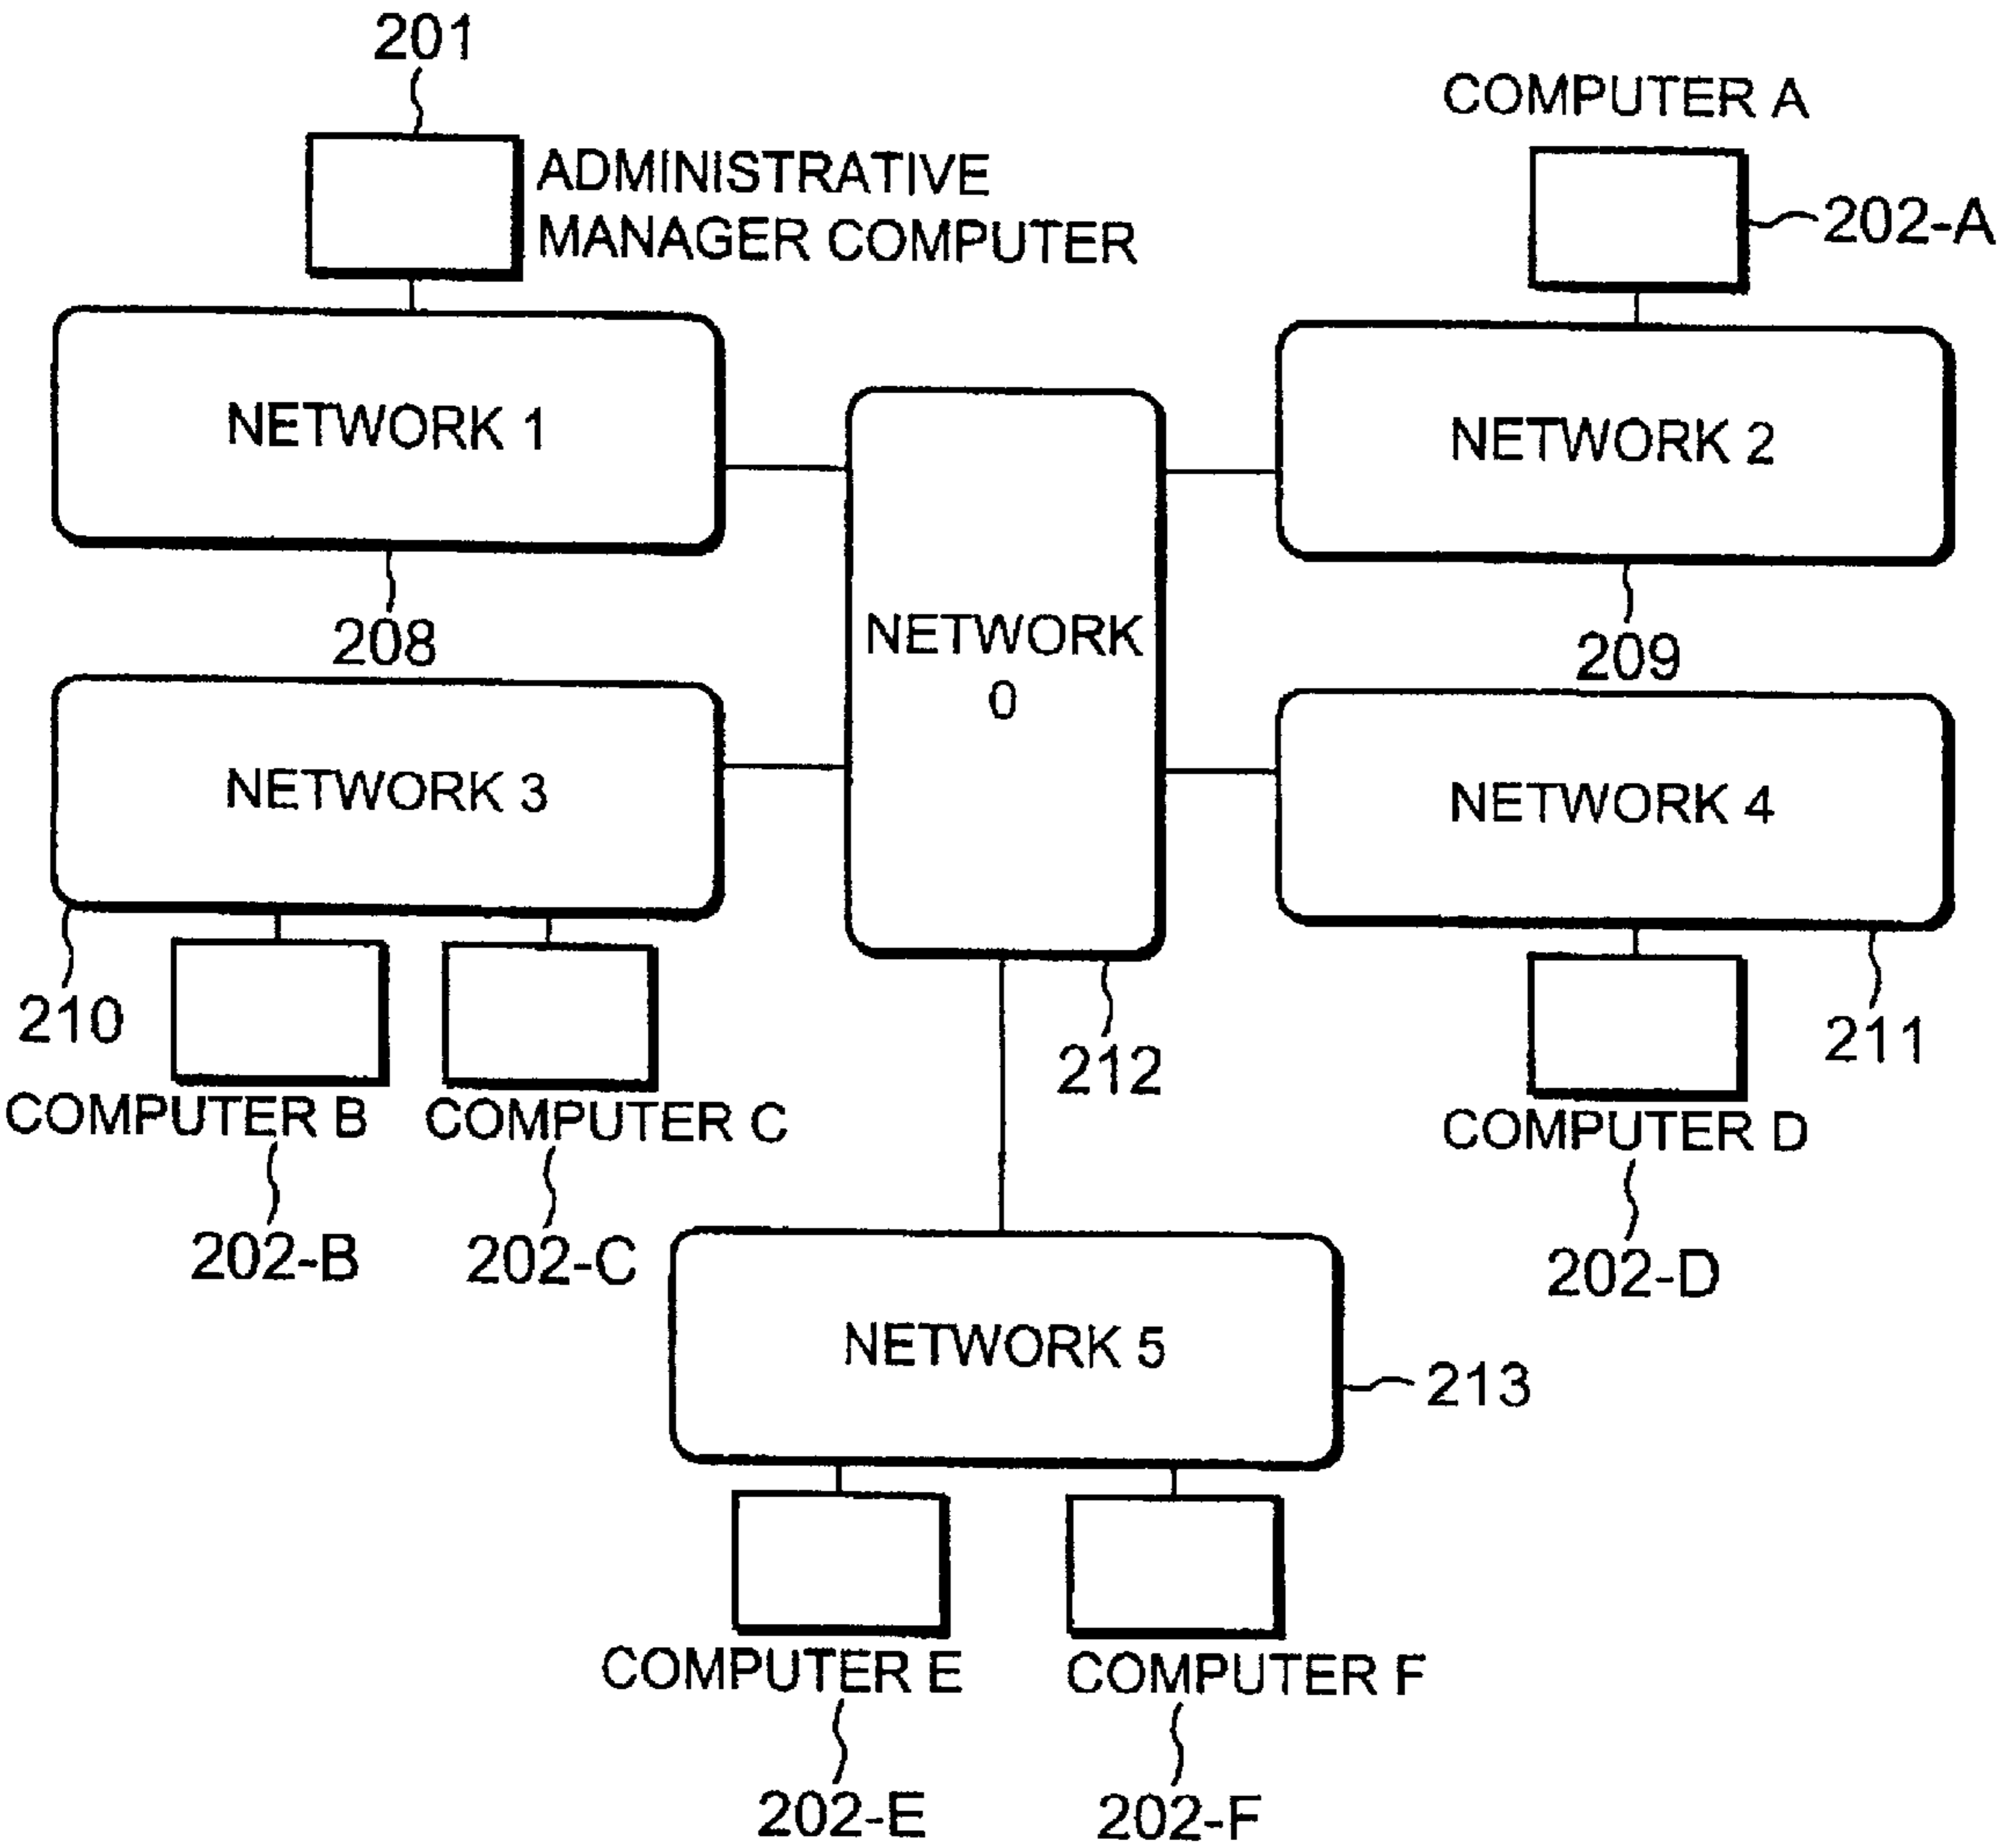 201
ADMINISTRATIVE
MANAGER COMPUTER
COMPUTER A
202-A
NETWORK 1
208
NETWORK 2
209
NETWORK
0
212
NETWORK 3
210
NETWORK 4
211
COMPUTER B
202-B
COMPUTER C
202-C
COMPUTER D
202-D
NETWORK 5
213
COMPUTER E
202-E
COMPUTER F
202-F